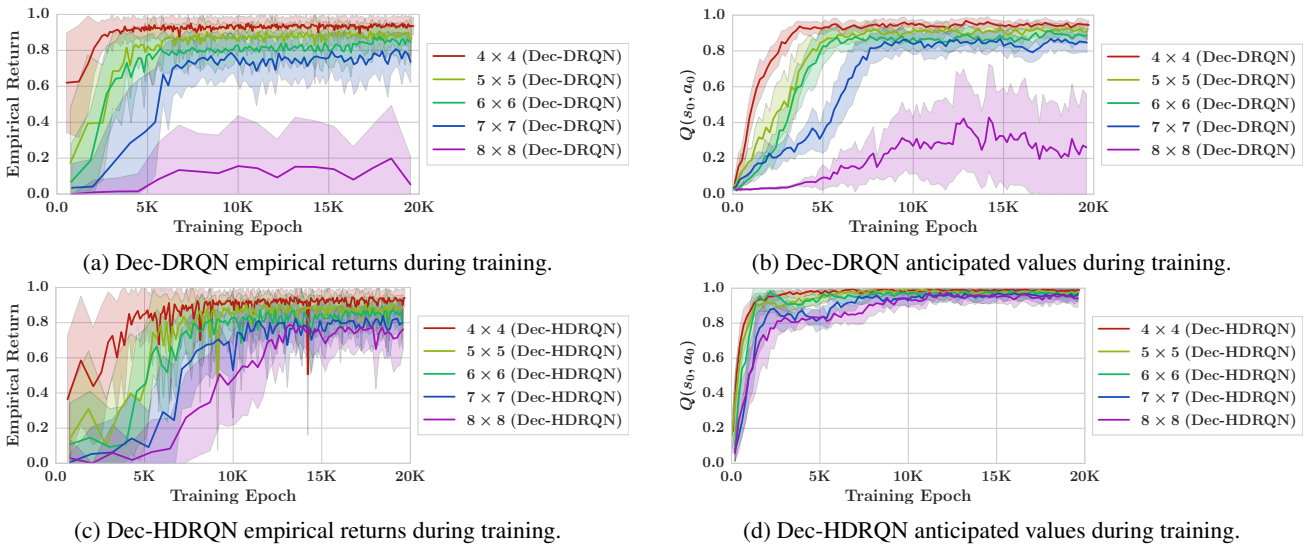 1.0
0.8
0.6
0.4
0.2
0.0
Empirical Return
0.0 5K 10K 15K 20K
Training Epoch
4 × 4 (Dec-DRQN)
5 × 5 (Dec-DRQN)
6 × 6 (Dec-DRQN)
7 × 7 (Dec-DRQN)
8 × 8 (Dec-DRQN)
(a) Dec-DRQN empirical returns during training.
1.0
0.8
0.6
0.4
0.2
0.0
Q(s₀, a₀)
0.0 5K 10K 15K 20K
Training Epoch
4 × 4 (Dec-DRQN)
5 × 5 (Dec-DRQN)
6 × 6 (Dec-DRQN)
7 × 7 (Dec-DRQN)
8 × 8 (Dec-DRQN)
(b) Dec-DRQN anticipated values during training.
1.0
0.8
0.6
0.4
0.2
0.0
Empirical Return
0.0 5K 10K 15K 20K
Training Epoch
4 × 4 (Dec-HDRQN)
5 × 5 (Dec-HDRQN)
6 × 6 (Dec-HDRQN)
7 × 7 (Dec-HDRQN)
8 × 8 (Dec-HDRQN)
(c) Dec-HDRQN empirical returns during training.
1.0
0.8
0.6
0.4
0.2
0.0
Q(s₀, a₀)
0.0 5K 10K 15K 20K
Training Epoch
4 × 4 (Dec-HDRQN)
5 × 5 (Dec-HDRQN)
6 × 6 (Dec-HDRQN)
7 × 7 (Dec-HDRQN)
8 × 8 (Dec-HDRQN)
(d) Dec-HDRQN anticipated values during training.